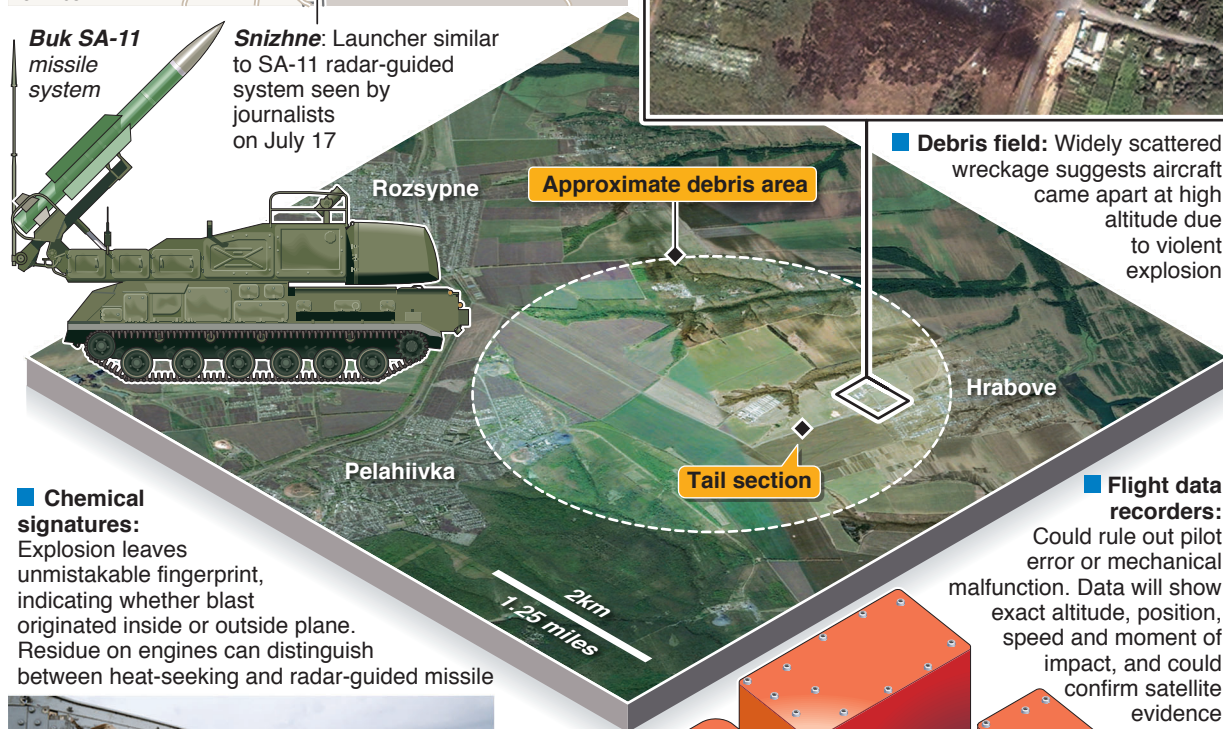 Buk SA-11
missile
system
Snizhne: Launcher similar
to SA-11 radar-guided
system seen by
journalists
on July 17
Debris field: Widely scattered
wreckage suggests aircraft
came apart at high
altitude due
to violent
explosion
Rozsypne
Approximate debris area
Hrabove
Pelahiivka
Tail section
Chemical
signatures:
Explosion leaves
unmistakable fingerprint,
indicating whether blast
originated inside or outside plane.
Residue on engines can distinguish
between heat-seeking and radar-guided missile
2km
1.25 miles
Flight data
recorders:
Could rule out pilot
error or mechanical
malfunction. Data will show
exact altitude, position,
speed and moment of
impact, and could
confirm satellite
evidence